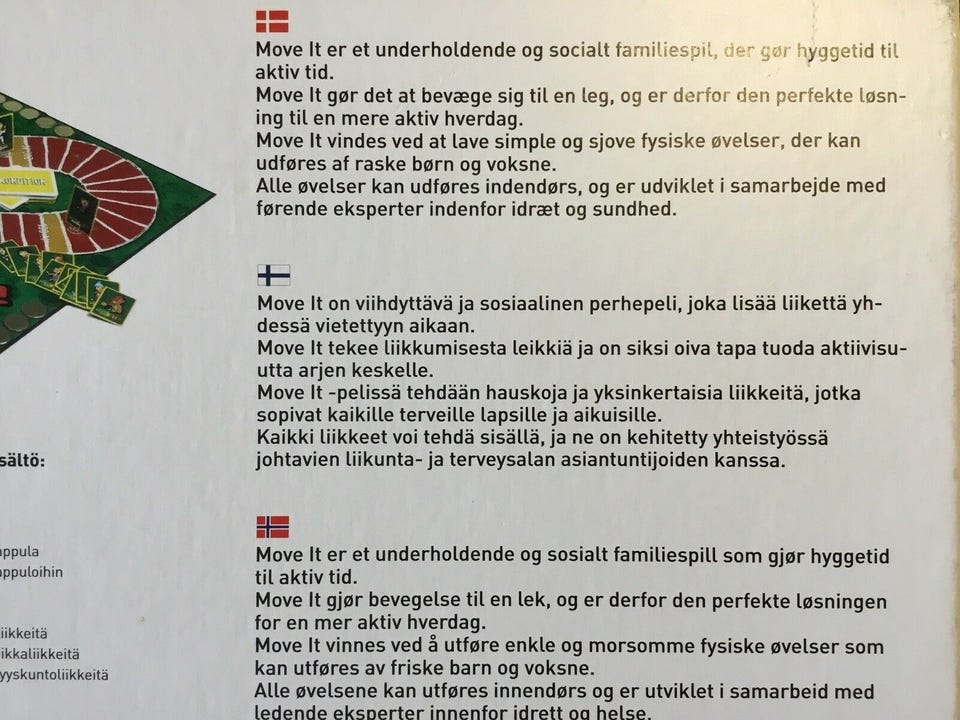 Move It er et underholdende og socialt familiespil, der gør hyggetid til
aktiv tid.
Move It gør det at bevæge sig til en leg, og er derfor den perfekte løsn-
ing til en mere aktiv hverdag.
Move It vindes ved at lave simple og sjove fysiske øvelser, der kan
udføres af raske børn og voksne.
Alle øvelser kan udføres indendørs, og er udviklet i samarbejde med
førende eksperter indenfor idræt og sundhed.
Move It on viihdyttävä ja sosiaalinen perhepeli, joka lisää liikettä yh-
dessä vietettyyn aikaan.
Move It tekee liikkumisesta leikkiä ja on siksi oiva tapa tuoda aktiivisu-
utta arjen keskelle.
Move It -pelissä tehdään hauskoja ja yksinkertaisia liikkeitä, jotka
sopivat kaikille terveille lapsille ja aikuisille.
Kaikki liikkeet voi tehdä sisällä, ja ne on kehitetty yhteistyössä
johtavien liikunta- ja terveysalan asiantuntijoiden kanssa.
Move It er et underholdende og sosialt familiespill som gjør hyggetid
til aktiv tid.
Move It gjør bevegelse til en lek, og er derfor den perfekte løsningen
for en mer aktiv hverdag.
Move It vinnes ved å utføre enkle og morsomme fysiske øvelser som
kan utføres av friske barn og voksne.
Alle øvelsene kan utføres innendørs og er utviklet i samarbeid med
ledende eksperter innenfor idrett og helse.
sältö:
appula
appuloihin
iikkeitä
ikkaliikkeitä
yyskuntoliikkeitä